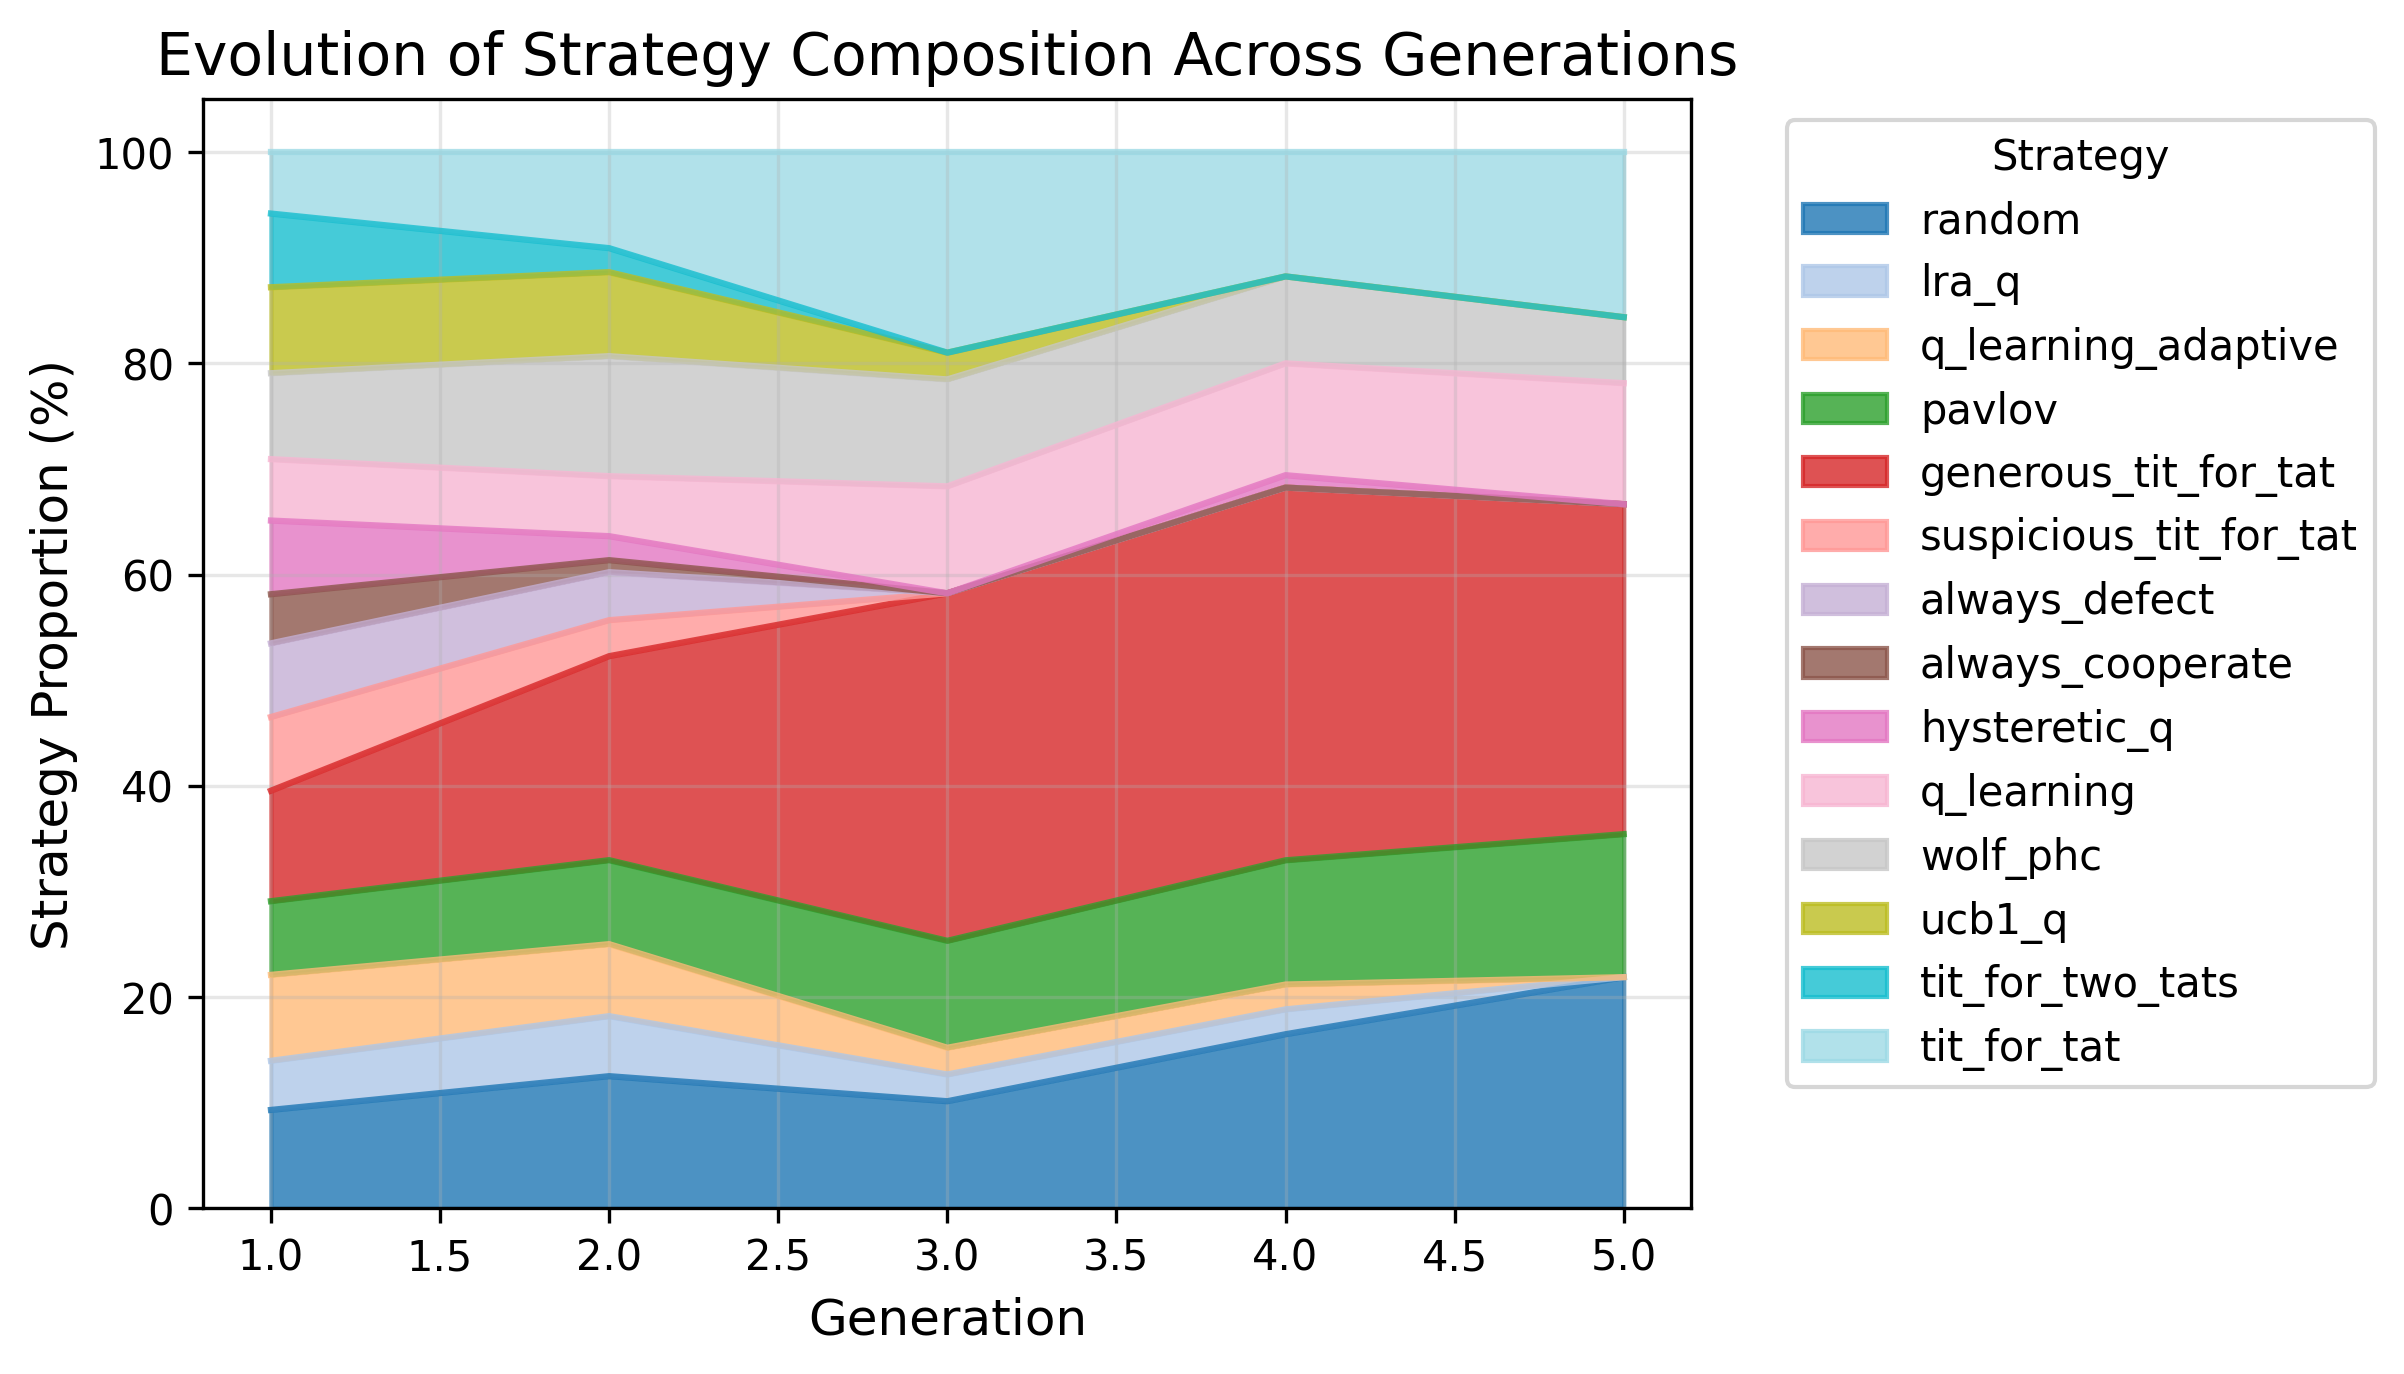 Evolution of Strategy Composition Across Generations
Strategy Proportion (%)
100
80
60
40
20
0
1.0 1.5 2.0 2.5 3.0 3.5 4.0 4.5 5.0
Generation
Strategy
random
lra_q
q_learning_adaptive
pavlov
generous_tit_for_tat
suspicious_tit_for_tat
always_defect
always_cooperate
hysteretic_q
q_learning
wolf_phc
ucb1_q
tit_for_two_tats
tit_for_tat